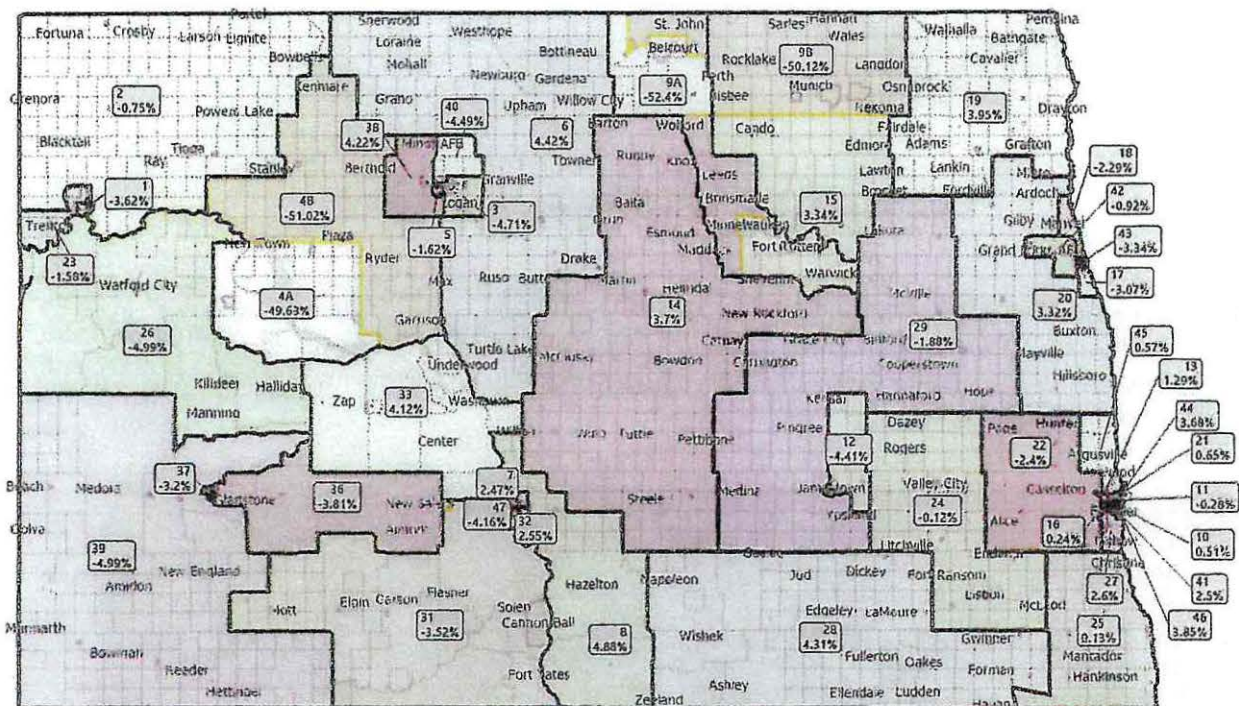 Fortuna
Crosby
Larson
Lignite
Portal
Bowbells
Sherwood
Westhope
Loraine
Mohall
Bottineau
Newburg
Gardena
St. John
Belcourt
Sarles
Hannah
Wales
Rocklake
Langdon
Walhalla
Pembina
Bathgate
Cavalier
Grenora
2
-0.75%
Powers Lake
Kenmare
Grano
40
-4.49%
Upham
Willow City
9A
-52.4%
Perth
Bisbee
9B
-50.12%
Munich
Osnabrock
Nekoma
19
3.95%
Drayton
Blacktail
Tioga
Ray
Stanley
3B
4.22%
Minot AFB
Berthold
6
4.42%
Towner
Barton
Wolford
Rugby
Knox
Leeds
Cando
Fairdale
Edmore
Adams
Lawton
Brocket
Lankin
Fordville
Grafton
Ardoch
18
-2.29%
1
-3.62%
4B
-51.02%
Granville
Logan
3
-4.71%
Balta
Brinsmade
Minnewaukan
15
3.34%
Lakota
Gilby
42
-0.92%
43
-3.34%
23
-1.58%
Plaza
5
-1.62%
Esmond
Maddock
Fort Totten
Warwick
17
-3.07%
Watford City
4A
-49.63%
Ryder
Max
Drake
Ruso
Martin
Heimdal
Sheyenne
McVille
20
3.32%
Buxton
26
-4.99%
Garrison
14
3.7%
New Rockford
29
-1.88%
Binford
Mayville
45
0.57%
Turtle Lake
Underwood
McClusky
Bowdon
Cathay
Carrington
Cooperstown
Hillsboro
13
1.29%
Killdeer
Halliday
Manning
Zap
33
4.12%
Washburn
Hannaford
Hope
44
3.68%
Center
Wilton
Wing
Tuttle
Pettibone
Pingree
Kensal
12
-4.41%
Dazey
Rogers
Page
Hunter
Argusville
22
-2.4%
21
0.65%
37
-3.2%
7
2.47%
Beach
Medora
36
-3.81%
New Salem
47
-4.16%
32
2.55%
Steele
Medina
Jamestown
Ypsilanti
Valley City
24
-0.12%
Casselton
11
-0.28%
Golva
Almont
Alice
16
0.24%
10
0.51%
39
-4.99%
Litchville
Enderlin
Christine
New England
Amidon
Hazelton
Napoleon
Jud
Dickey
Fort Ransom
Lisbon
27
2.6%
41
2.5%
Mott
Elgin
Carson
Flasher
Solen
Cannon Ball
McLeod
25
0.13%
46
3.85%
Marmarth
31
-3.52%
8
4.88%
Wishek
Edgeley
LaMoure
28
4.31%
Gwinner
Mantador
Bowman
Reeder
Fullerton
Oakes
Forman
Hankinson
Hettinger
Fort Yates
Zeeland
Ashley
Ellendale
Ludden
Havana